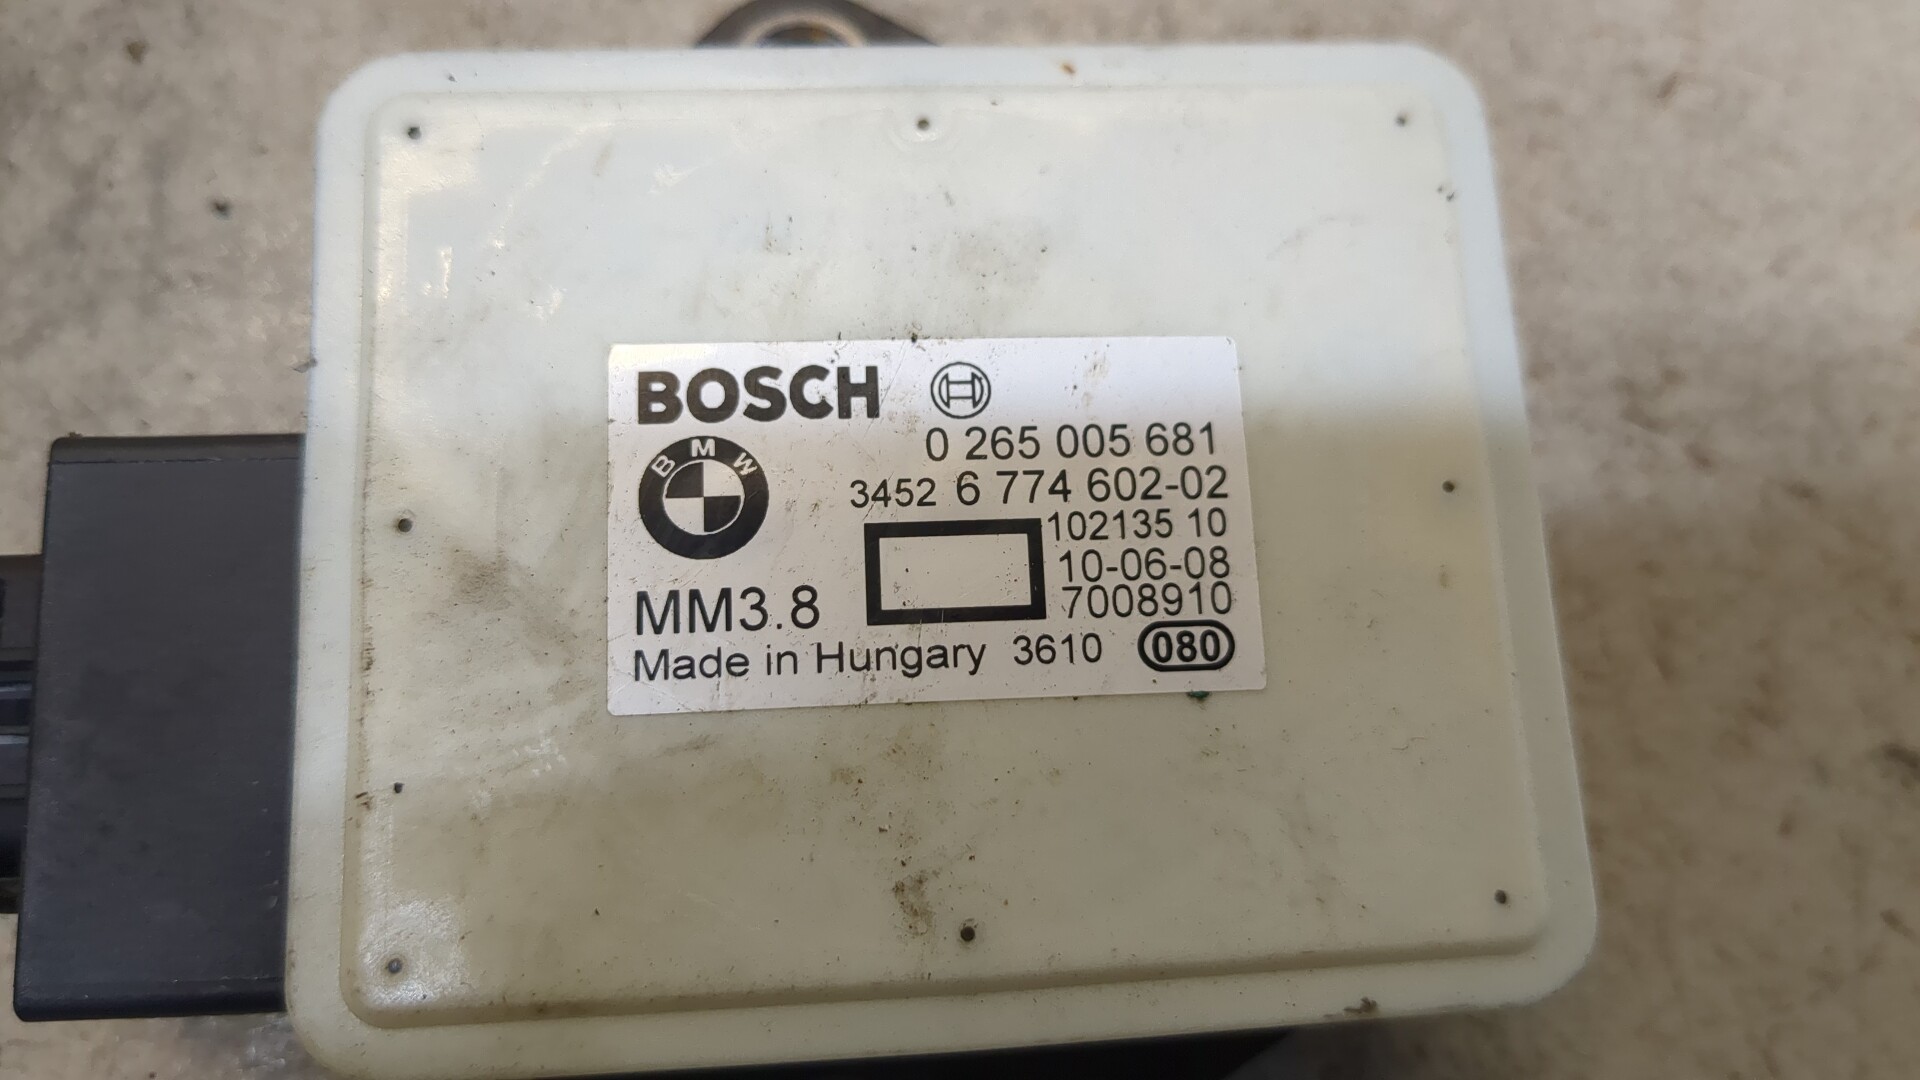 BOSCH
BMW
0 265 005 681
3452 6 774 602-02
102135 10
10-06-08
7008910
MM3.8
Made in Hungary 3610 080